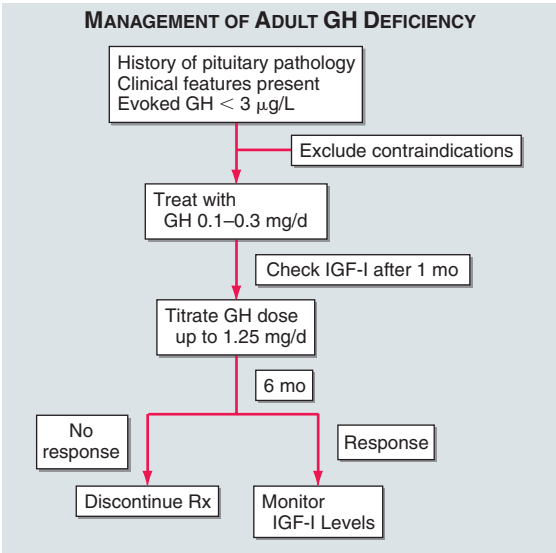 MANAGEMENT OF ADULT GH DEFICIENCY
History of pituitary pathology
Clinical features present
Evoked GH < 3 μg/L
Exclude contraindications
Treat with
GH 0.1–0.3 mg/d
Check IGF-I after 1 mo
Titrate GH dose
up to 1.25 mg/d
6 mo
No
response
Response
Discontinue Rx
Monitor
IGF-I Levels